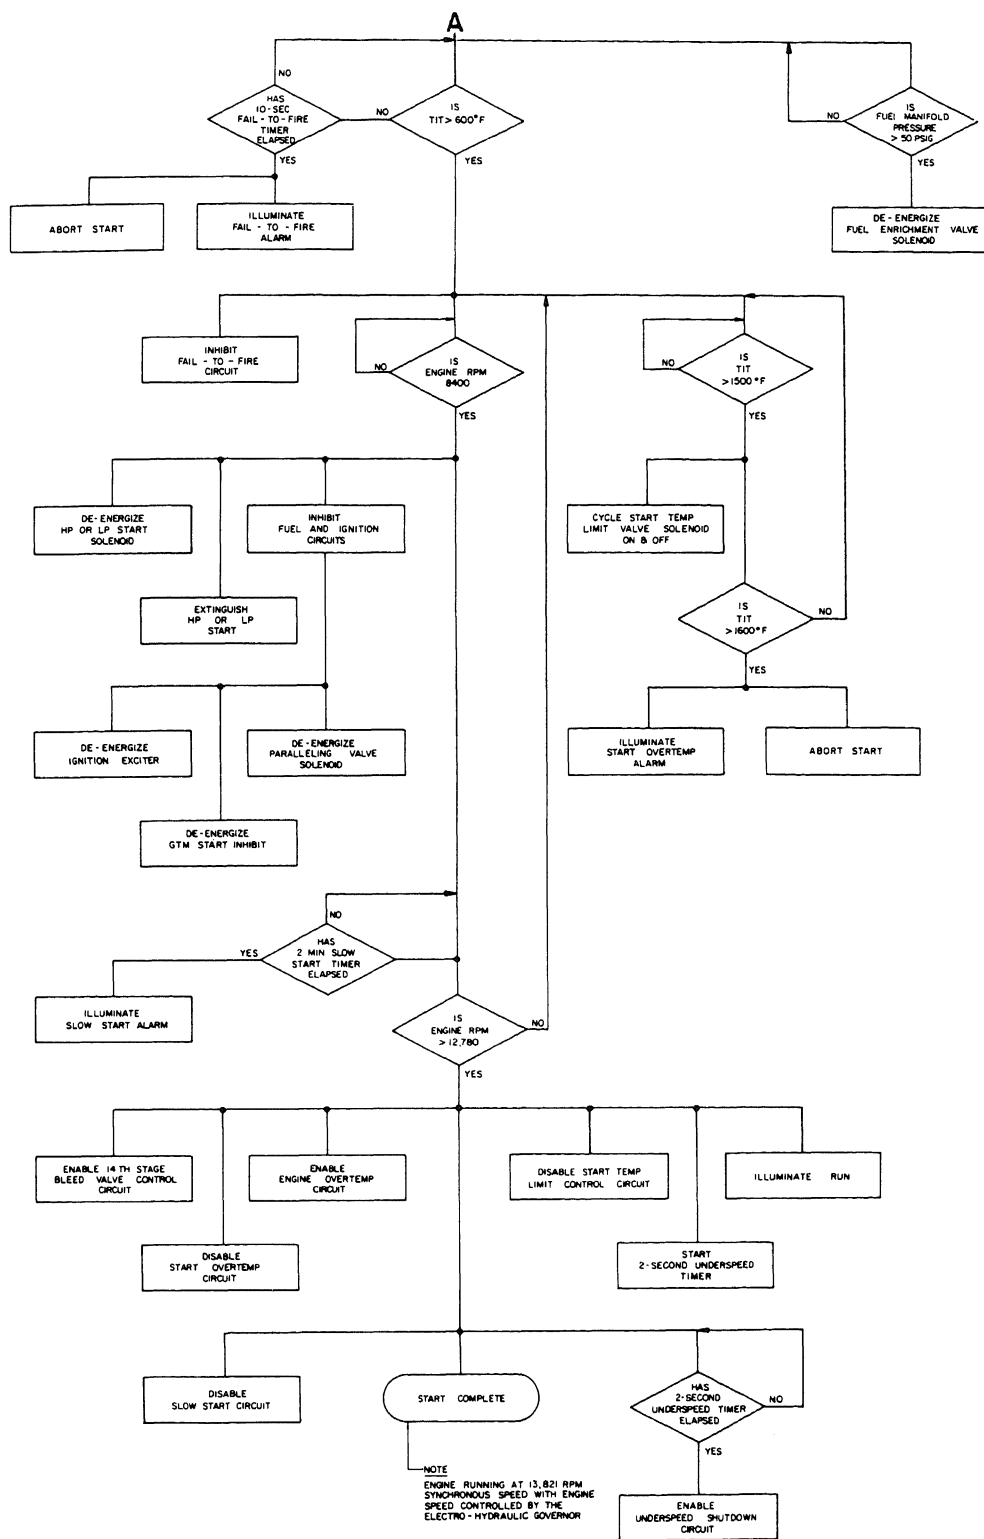 A
NO
HAS
10-SEC
FAIL-TO-FIRE
TIMER
ELAPSED
YES
NO
IS
TIT > 600°F
YES
NO
IS
FUEL MANIFOLD
PRESSURE
> 50 PSIG
YES
ABORT START
ILLUMINATE
FAIL - TO - FIRE
ALARM
DE-ENERGIZE
FUEL ENRICHMENT VALVE
SOLENOID
INHIBIT
FAIL - TO - FIRE
CIRCUIT
NO
IS
ENGINE RPM
8400
YES
NO
IS
TIT
>1500°F
YES
DE-ENERGIZE
HP OR LP START
SOLENOID
INHIBIT
FUEL AND IGNITION
CIRCUITS
CYCLE START TEMP
LIMIT VALVE SOLENOID
ON & OFF
EXTINGUISH
HP OR LP
START
IS
TIT
>1600°F
NO
YES
DE-ENERGIZE
IGNITION EXCITER
DE-ENERGIZE
PARALLELING VALVE
SOLENOID
ILLUMINATE
START OVERTEMP
ALARM
ABORT START
DE-ENERGIZE
GTM START INHIBIT
NO
YES
HAS
2 MIN SLOW
START TIMER
ELAPSED
ILLUMINATE
SLOW START ALARM
IS
ENGINE RPM
> 12,780
NO
YES
ENABLE 14TH STAGE
BLEED VALVE CONTROL
CIRCUIT
ENABLE
ENGINE OVERTEMP
CIRCUIT
DISABLE START TEMP
LIMIT CONTROL CIRCUIT
ILLUMINATE RUN
DISABLE
START OVERTEMP
CIRCUIT
START
2-SECOND UNDERSPEED
TIMER
DISABLE
SLOW START CIRCUIT
START COMPLETE
HAS
2-SECOND
UNDERSPEED TIMER
ELAPSED
NO
YES
NOTE
ENGINE RUNNING AT 13,821 RPM
SYNCHRONOUS SPEED WITH ENGINE
SPEED CONTROLLED BY THE
ELECTRO-HYDRAULIC GOVERNOR
ENABLE
UNDERSPEED SHUTDOWN
CIRCUIT